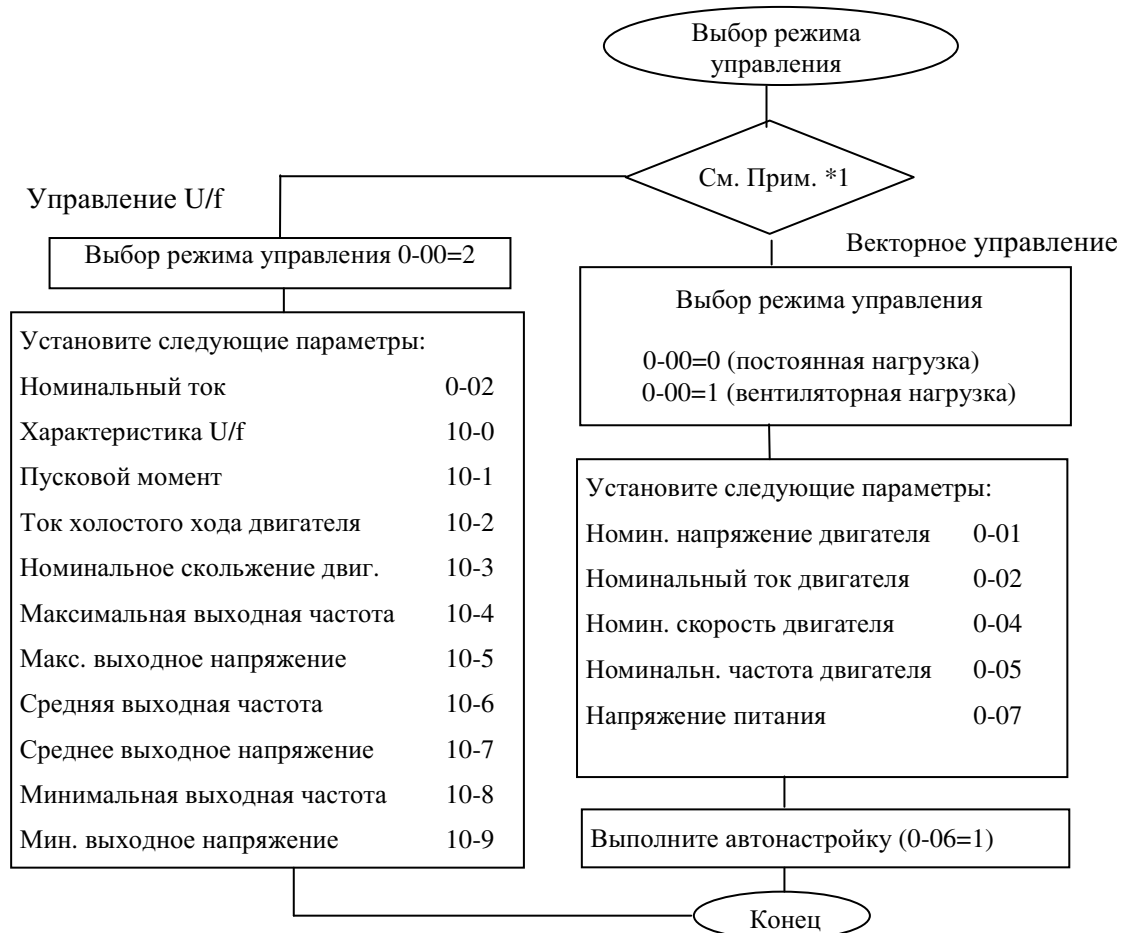 Выбор режима
управления
См. Прим. *1
Управление U/f
Выбор режима управления 0-00=2
Установите следующие параметры:
Номинальный ток 0-02
Характеристика U/f 10-0
Пусковой момент 10-1
Ток холостого хода двигателя 10-2
Номинальное скольжение двиг. 10-3
Максимальная выходная частота 10-4
Макс. выходное напряжение 10-5
Средняя выходная частота 10-6
Среднее выходное напряжение 10-7
Минимальная выходная частота 10-8
Мин. выходное напряжение 10-9
Векторное управление
Выбор режима управления
0-00=0 (постоянная нагрузка)
0-00=1 (вентиляторная нагрузка)
Установите следующие параметры:
Номин. напряжение двигателя 0-01
Номинальный ток двигателя 0-02
Номин. скорость двигателя 0-04
Номинальн. частота двигателя 0-05
Напряжение питания 0-07
Выполните автонастройку (0-06=1)
Конец